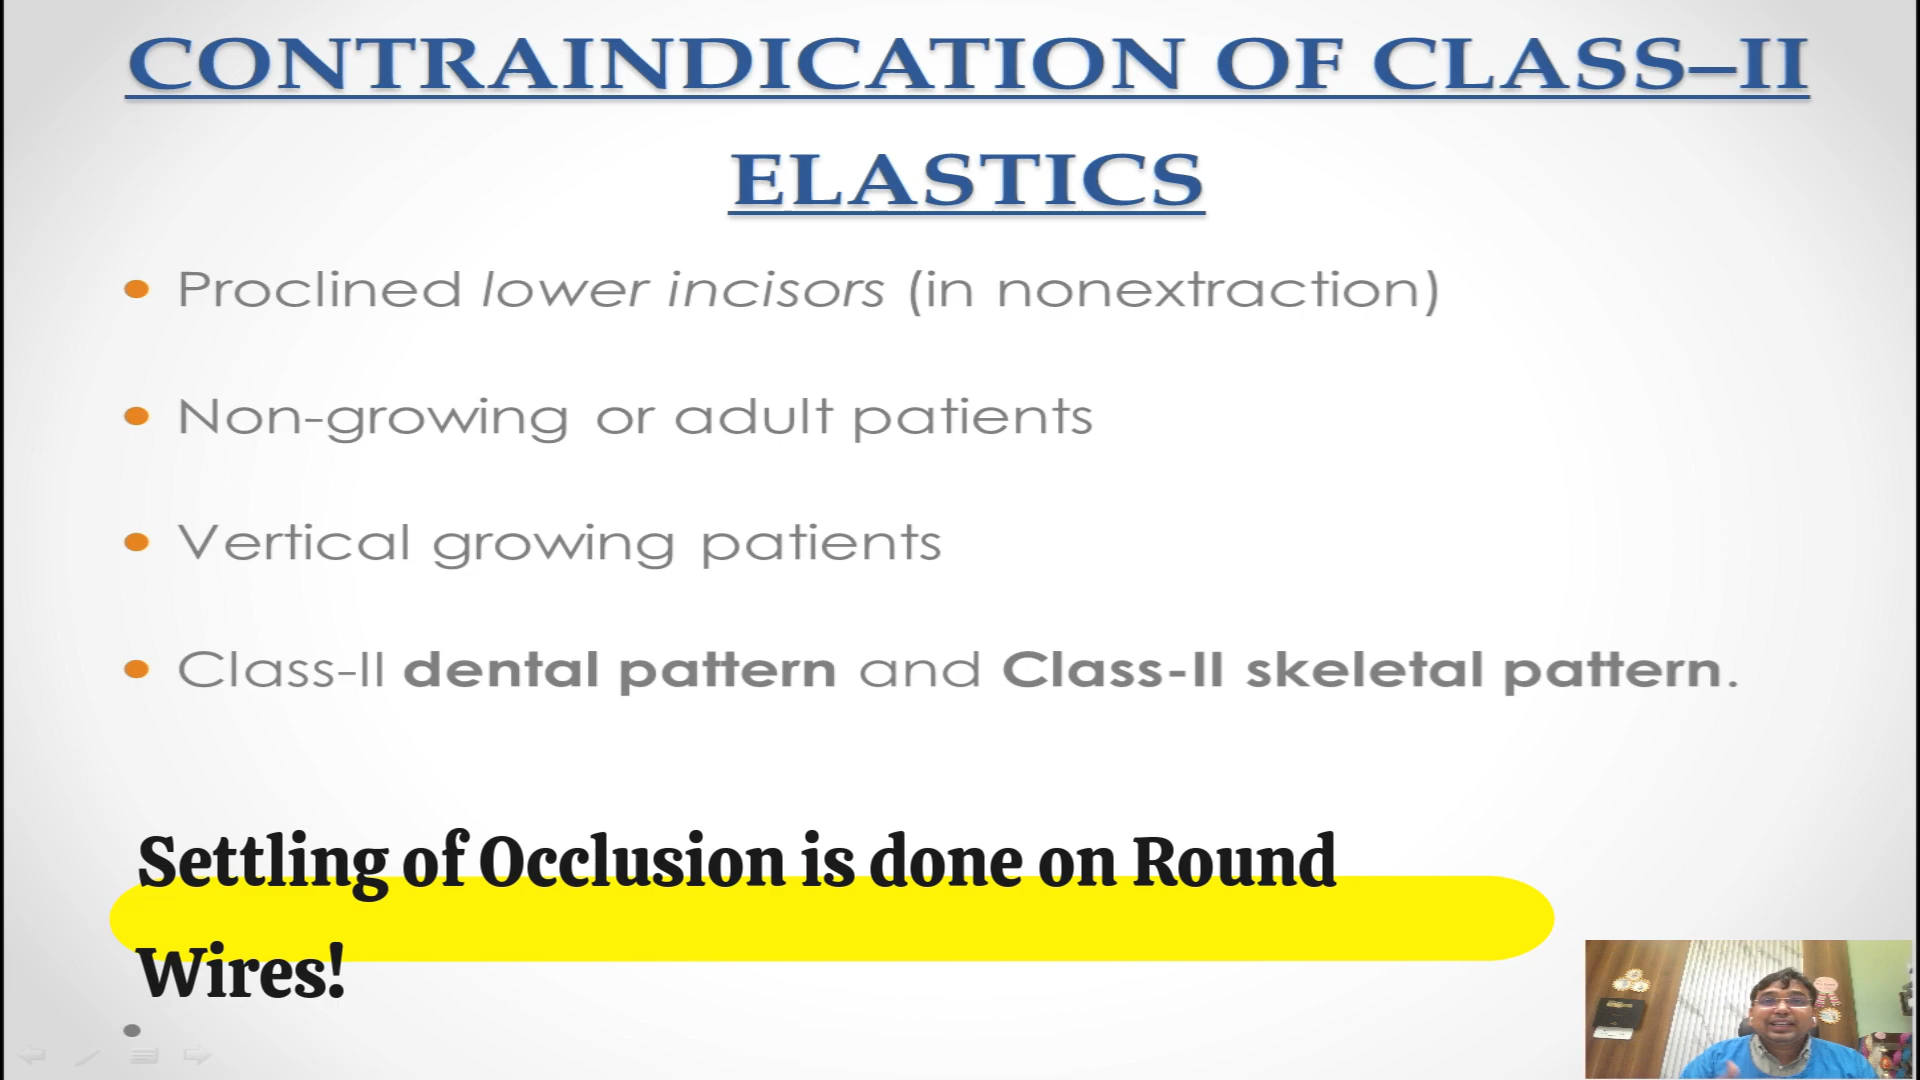 CONTRAINDICATION OF CLASS–II
ELASTICS
Proclined lower incisors (in nonextraction)
Non-growing or adult patients
Vertical growing patients
Class-II dental pattern and Class-II skeletal pattern.
Settling of Occlusion is done on Round
Wires!